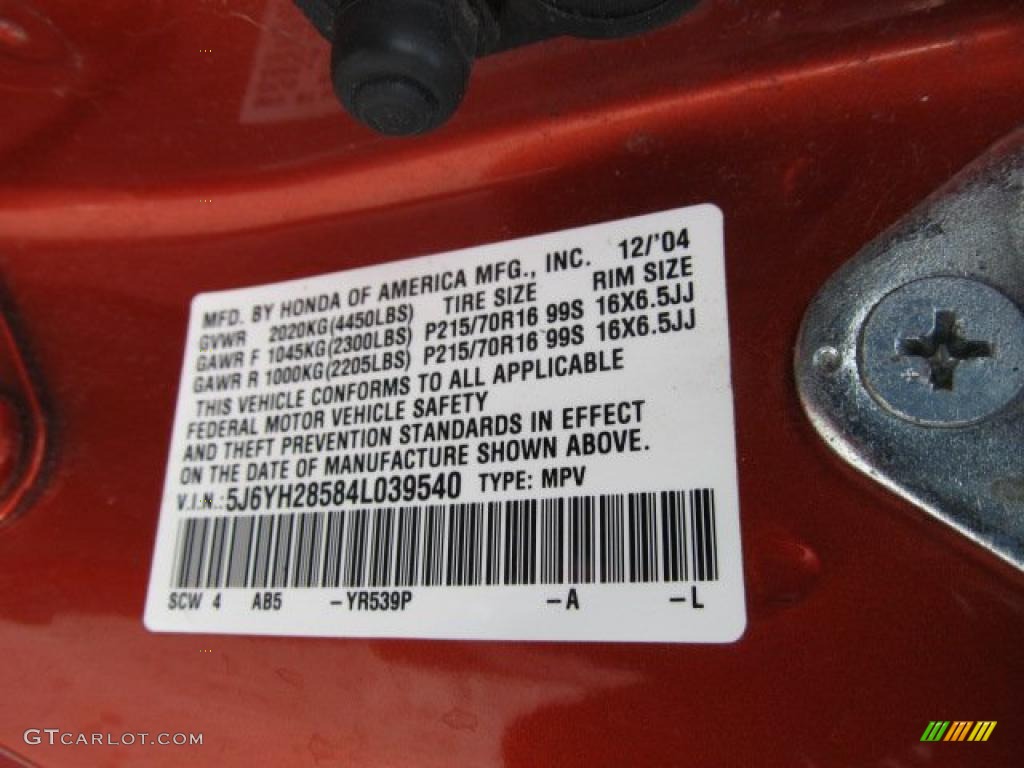 MFD. BY HONDA OF AMERICA MFG., INC. 12/'04
GVWR 2020KG(4450LBS) TIRE SIZE RIM SIZE
GAWR F 1045KG(2300LBS) P215/70R16 99S 16X6.5JJ
GAWR R 1000KG(2205LBS) P215/70R16 99S 16X6.5JJ
THIS VEHICLE CONFORMS TO ALL APPLICABLE
FEDERAL MOTOR VEHICLE SAFETY
AND THEFT PREVENTION STANDARDS IN EFFECT
ON THE DATE OF MANUFACTURE SHOWN ABOVE.
V.I.N.: 5J6YH28584L039540 TYPE: MPV
SCW 4 AB5 -YR539P -A -L
GTCARLOT.COM